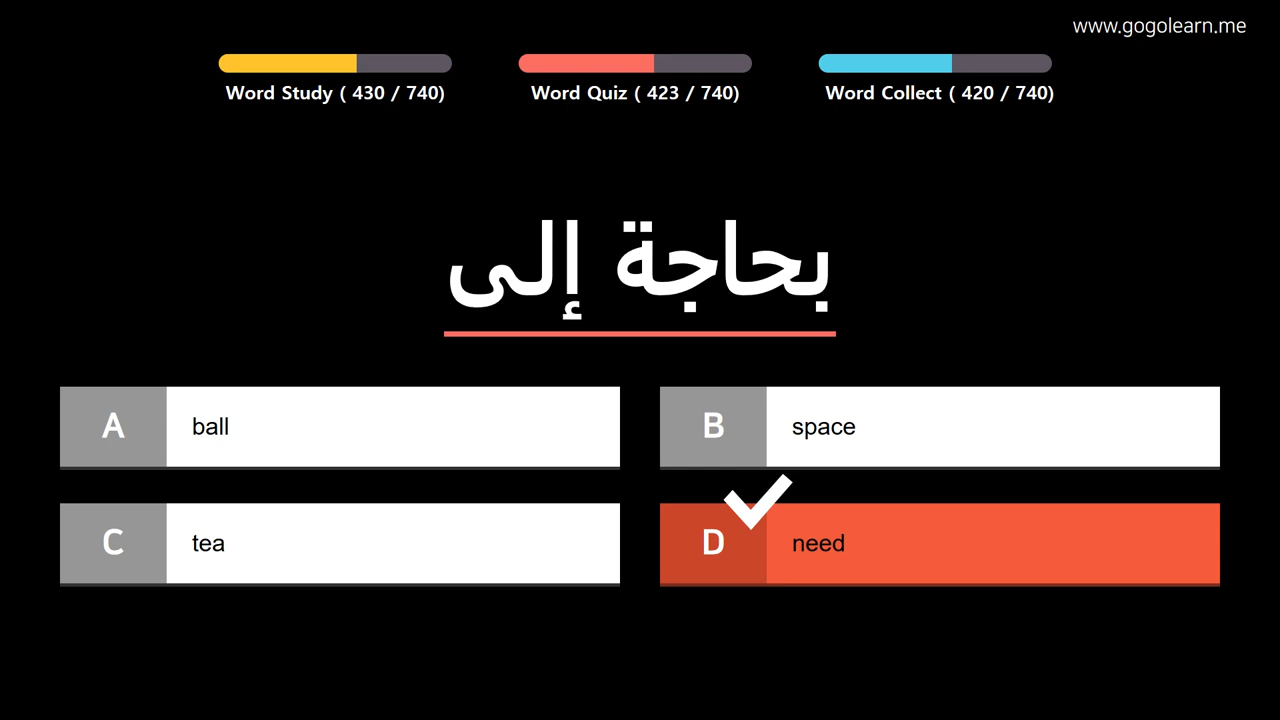 www.gogolearn.me
Word Study ( 430 / 740)
Word Quiz ( 423 / 740)
Word Collect ( 420 / 740)
بحاجة إلى
A ball
B space
C tea
D need